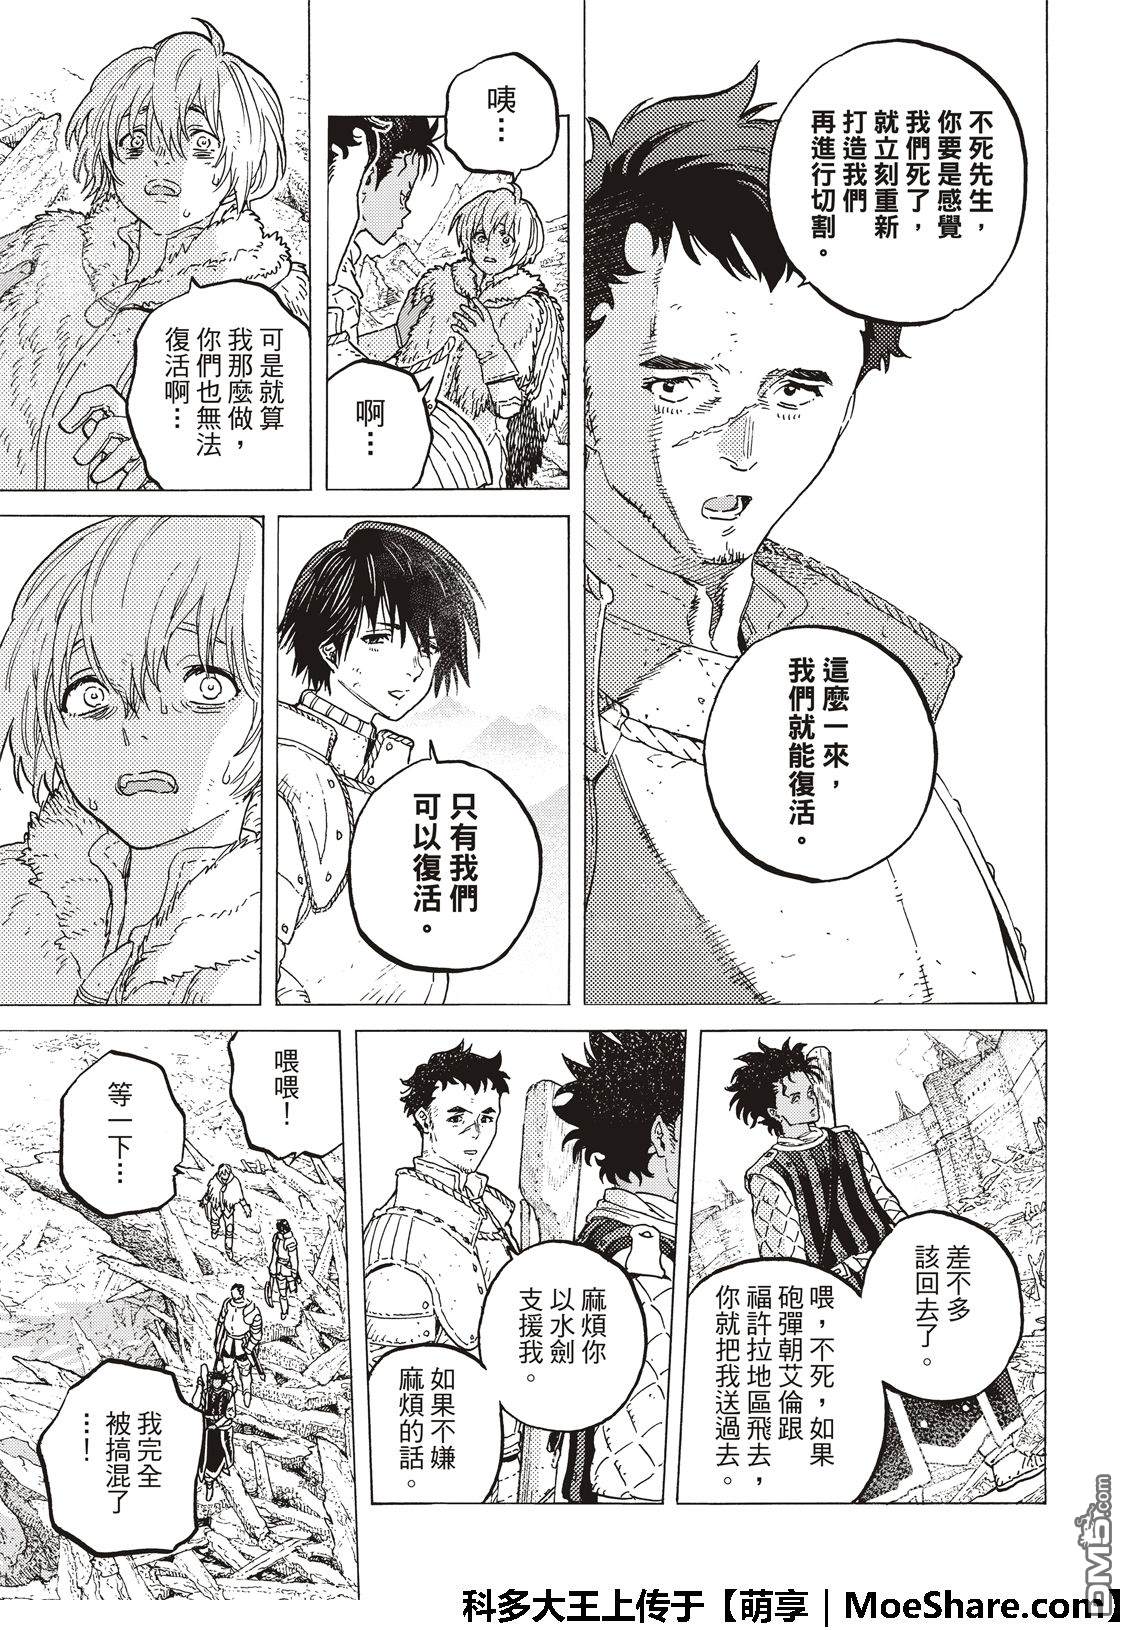 不死先生，
你要是感覺
我們死了，
就立刻重新
打造我們
再進行切割。
這麼一來，
我們就能復活。
咦…
啊…
可是就算
我那麼做，
你們也無法
復活啊…
只有我們
可以復活。
差不多
該回去了。
喂，不死，如果
砲彈朝艾倫跟
福許拉地區飛去，
你就把我送過去。
麻煩你
以水劍
支援我。
如果不嫌
麻煩的話。
喂喂！
等一下…
我完全
被搞混了
…！
DM5.com
科多大王上传于【萌享｜MoeShare.com】